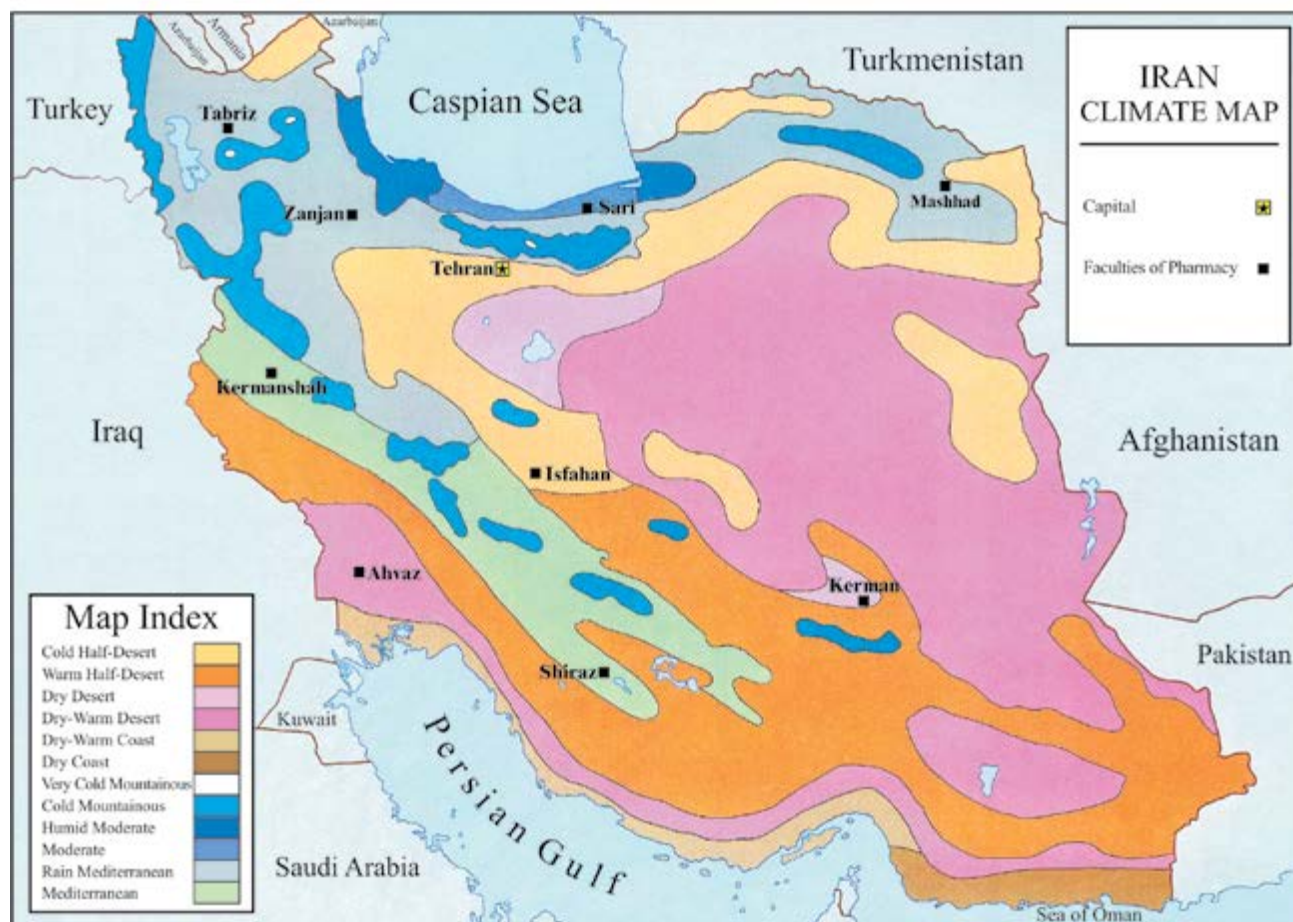 Azarbaijan
Armania
Azarbaijan
Turkey
Caspian Sea
Turkmenistan
IRAN
CLIMATE MAP
Capital
Faculties of Pharmacy
Tabriz
Zanjan
Sari
Mashhad
Tehran
Kermanshah
Iraq
Isfahan
Afghanistan
Ahvaz
Kerman
Shiraz
Pakistan
Kuwait
Persian Gulf
Saudi Arabia
Sea of Oman
Map Index
Cold Half-Desert
Warm Half-Desert
Dry Desert
Dry-Warm Desert
Dry-Warm Coast
Dry Coast
Very Cold Mountainous
Cold Mountainous
Humid Moderate
Moderate
Rain Mediterranean
Mediterranean